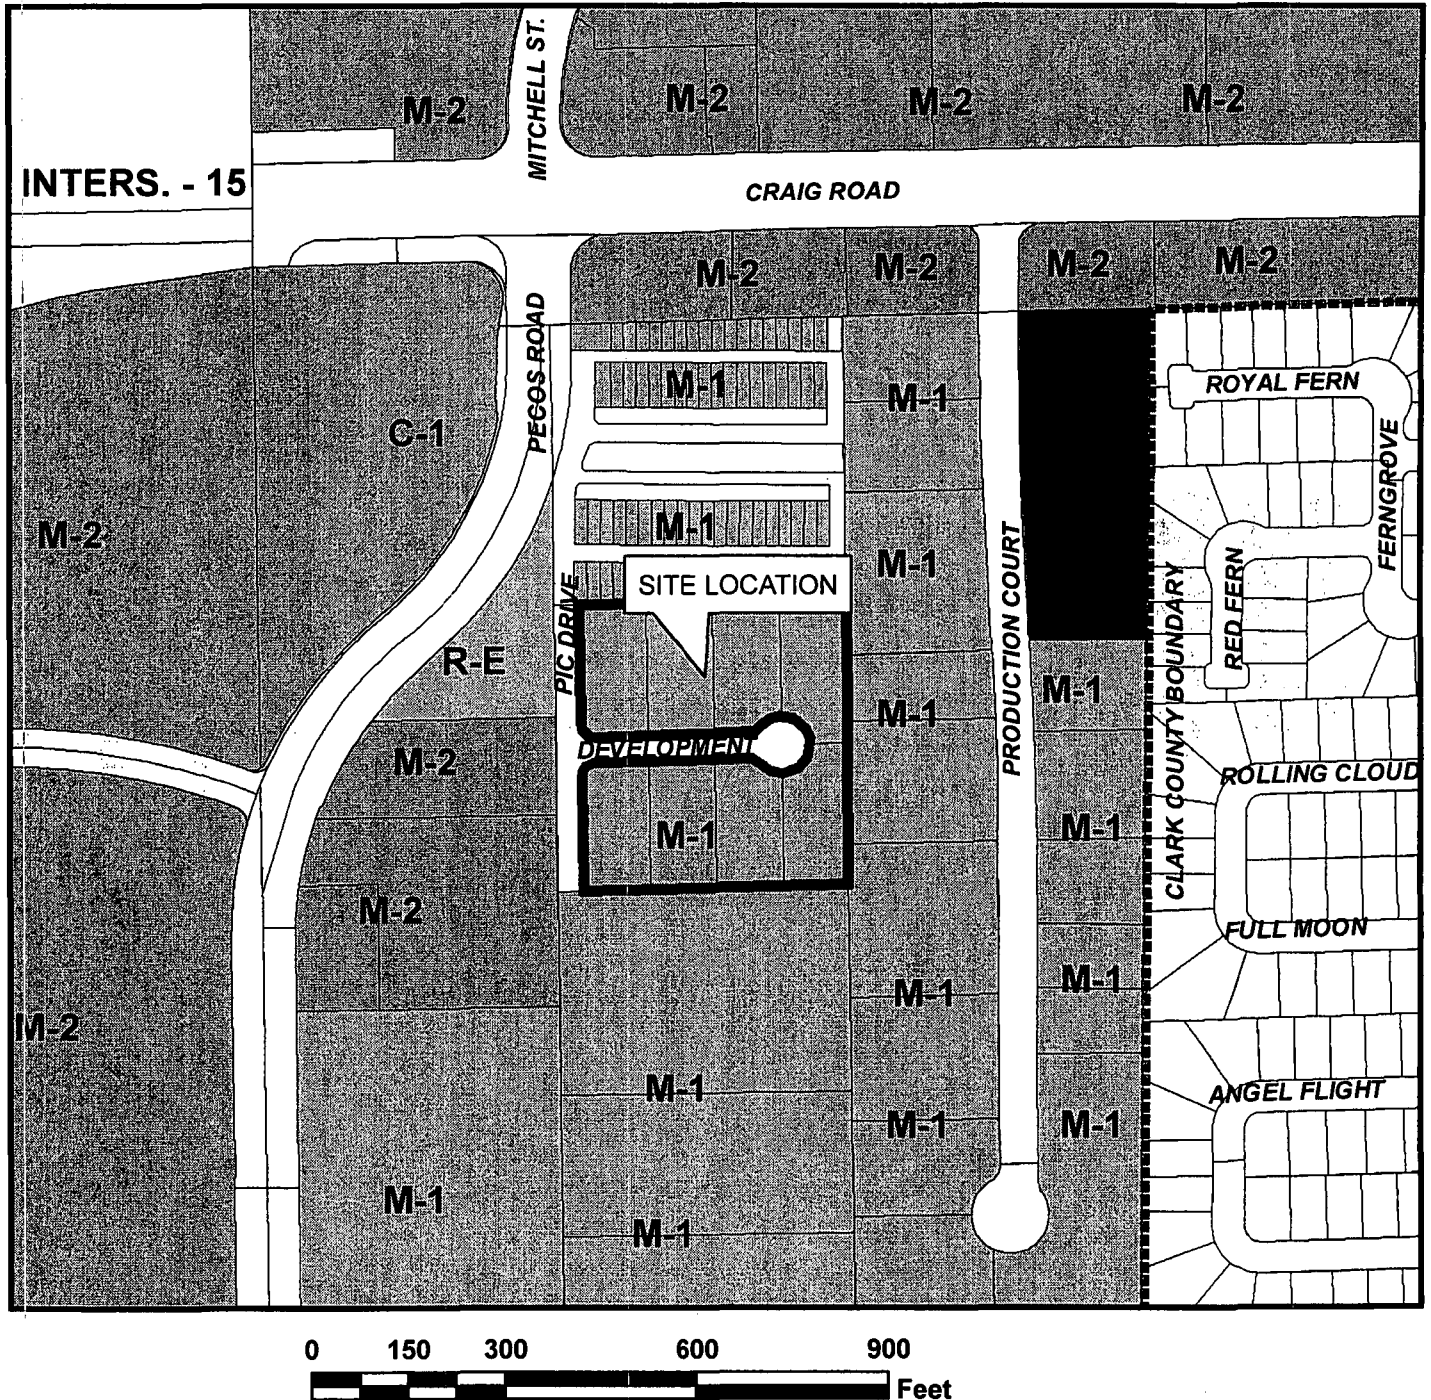 MITCHELL ST.
M-2
M-2
M-2
M-2
INTERS. - 15
CRAIG ROAD
M-2
M-2
M-2
M-2
PECOS ROAD
M-1
M-1
ROYAL FERN
C-1
FERNGROVE
M-2
M-1
M-1
SITE LOCATION
PIC DRIVE
PRODUCTION COURT
CLARK COUNTY BOUNDARY
RED FERN
R-E
M-1
M-1
M-2
DEVELOPMENT
ROLLING CLOUD
M-1
M-1
M-2
FULL MOON
M-1
M-1
M-2
M-1
ANGEL FLIGHT
M-1
M-1
M-1
M-1
0 150 300 600 900
Feet